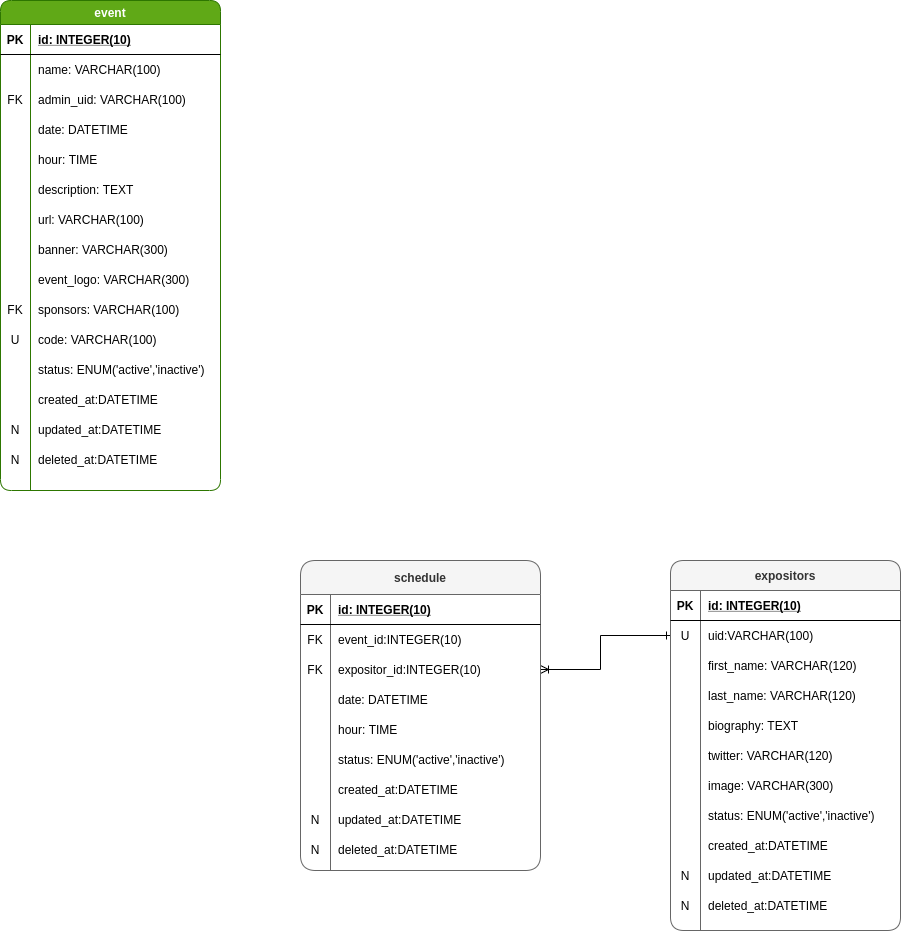 event
PK id: INTEGER(10)
name: VARCHAR(100)
FK admin_uid: VARCHAR(100)
date: DATETIME
hour: TIME
description: TEXT
url: VARCHAR(100)
banner: VARCHAR(300)
event_logo: VARCHAR(300)
FK sponsors: VARCHAR(100)
U code: VARCHAR(100)
status: ENUM('active','inactive')
created_at:DATETIME
N updated_at:DATETIME
N deleted_at:DATETIME
schedule
PK id: INTEGER(10)
FK event_id:INTEGER(10)
FK expositor_id:INTEGER(10)
date: DATETIME
hour: TIME
status: ENUM('active','inactive')
created_at:DATETIME
N updated_at:DATETIME
N deleted_at:DATETIME
expositors
PK id: INTEGER(10)
U uid:VARCHAR(100)
first_name: VARCHAR(120)
last_name: VARCHAR(120)
biography: TEXT
twitter: VARCHAR(120)
image: VARCHAR(300)
status: ENUM('active','inactive')
created_at:DATETIME
N updated_at:DATETIME
N deleted_at:DATETIME